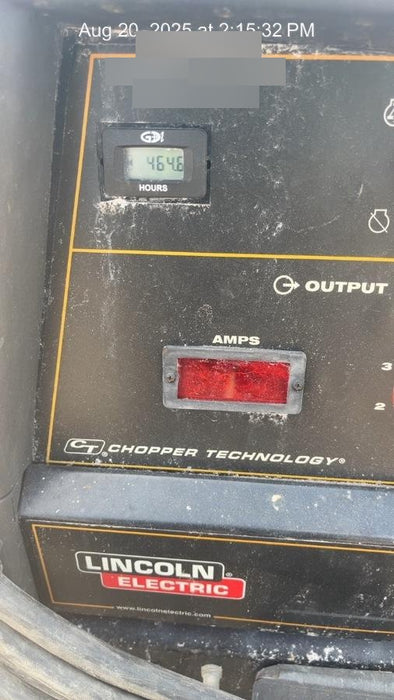 Aug 20, 2025 at 2:15:32 PM
464.6
HOURS
OUTPUT
AMPS
3
2
CT® CHOPPER TECHNOLOGY®
LINCOLN®
ELECTRIC
www.lincolnelectric.com